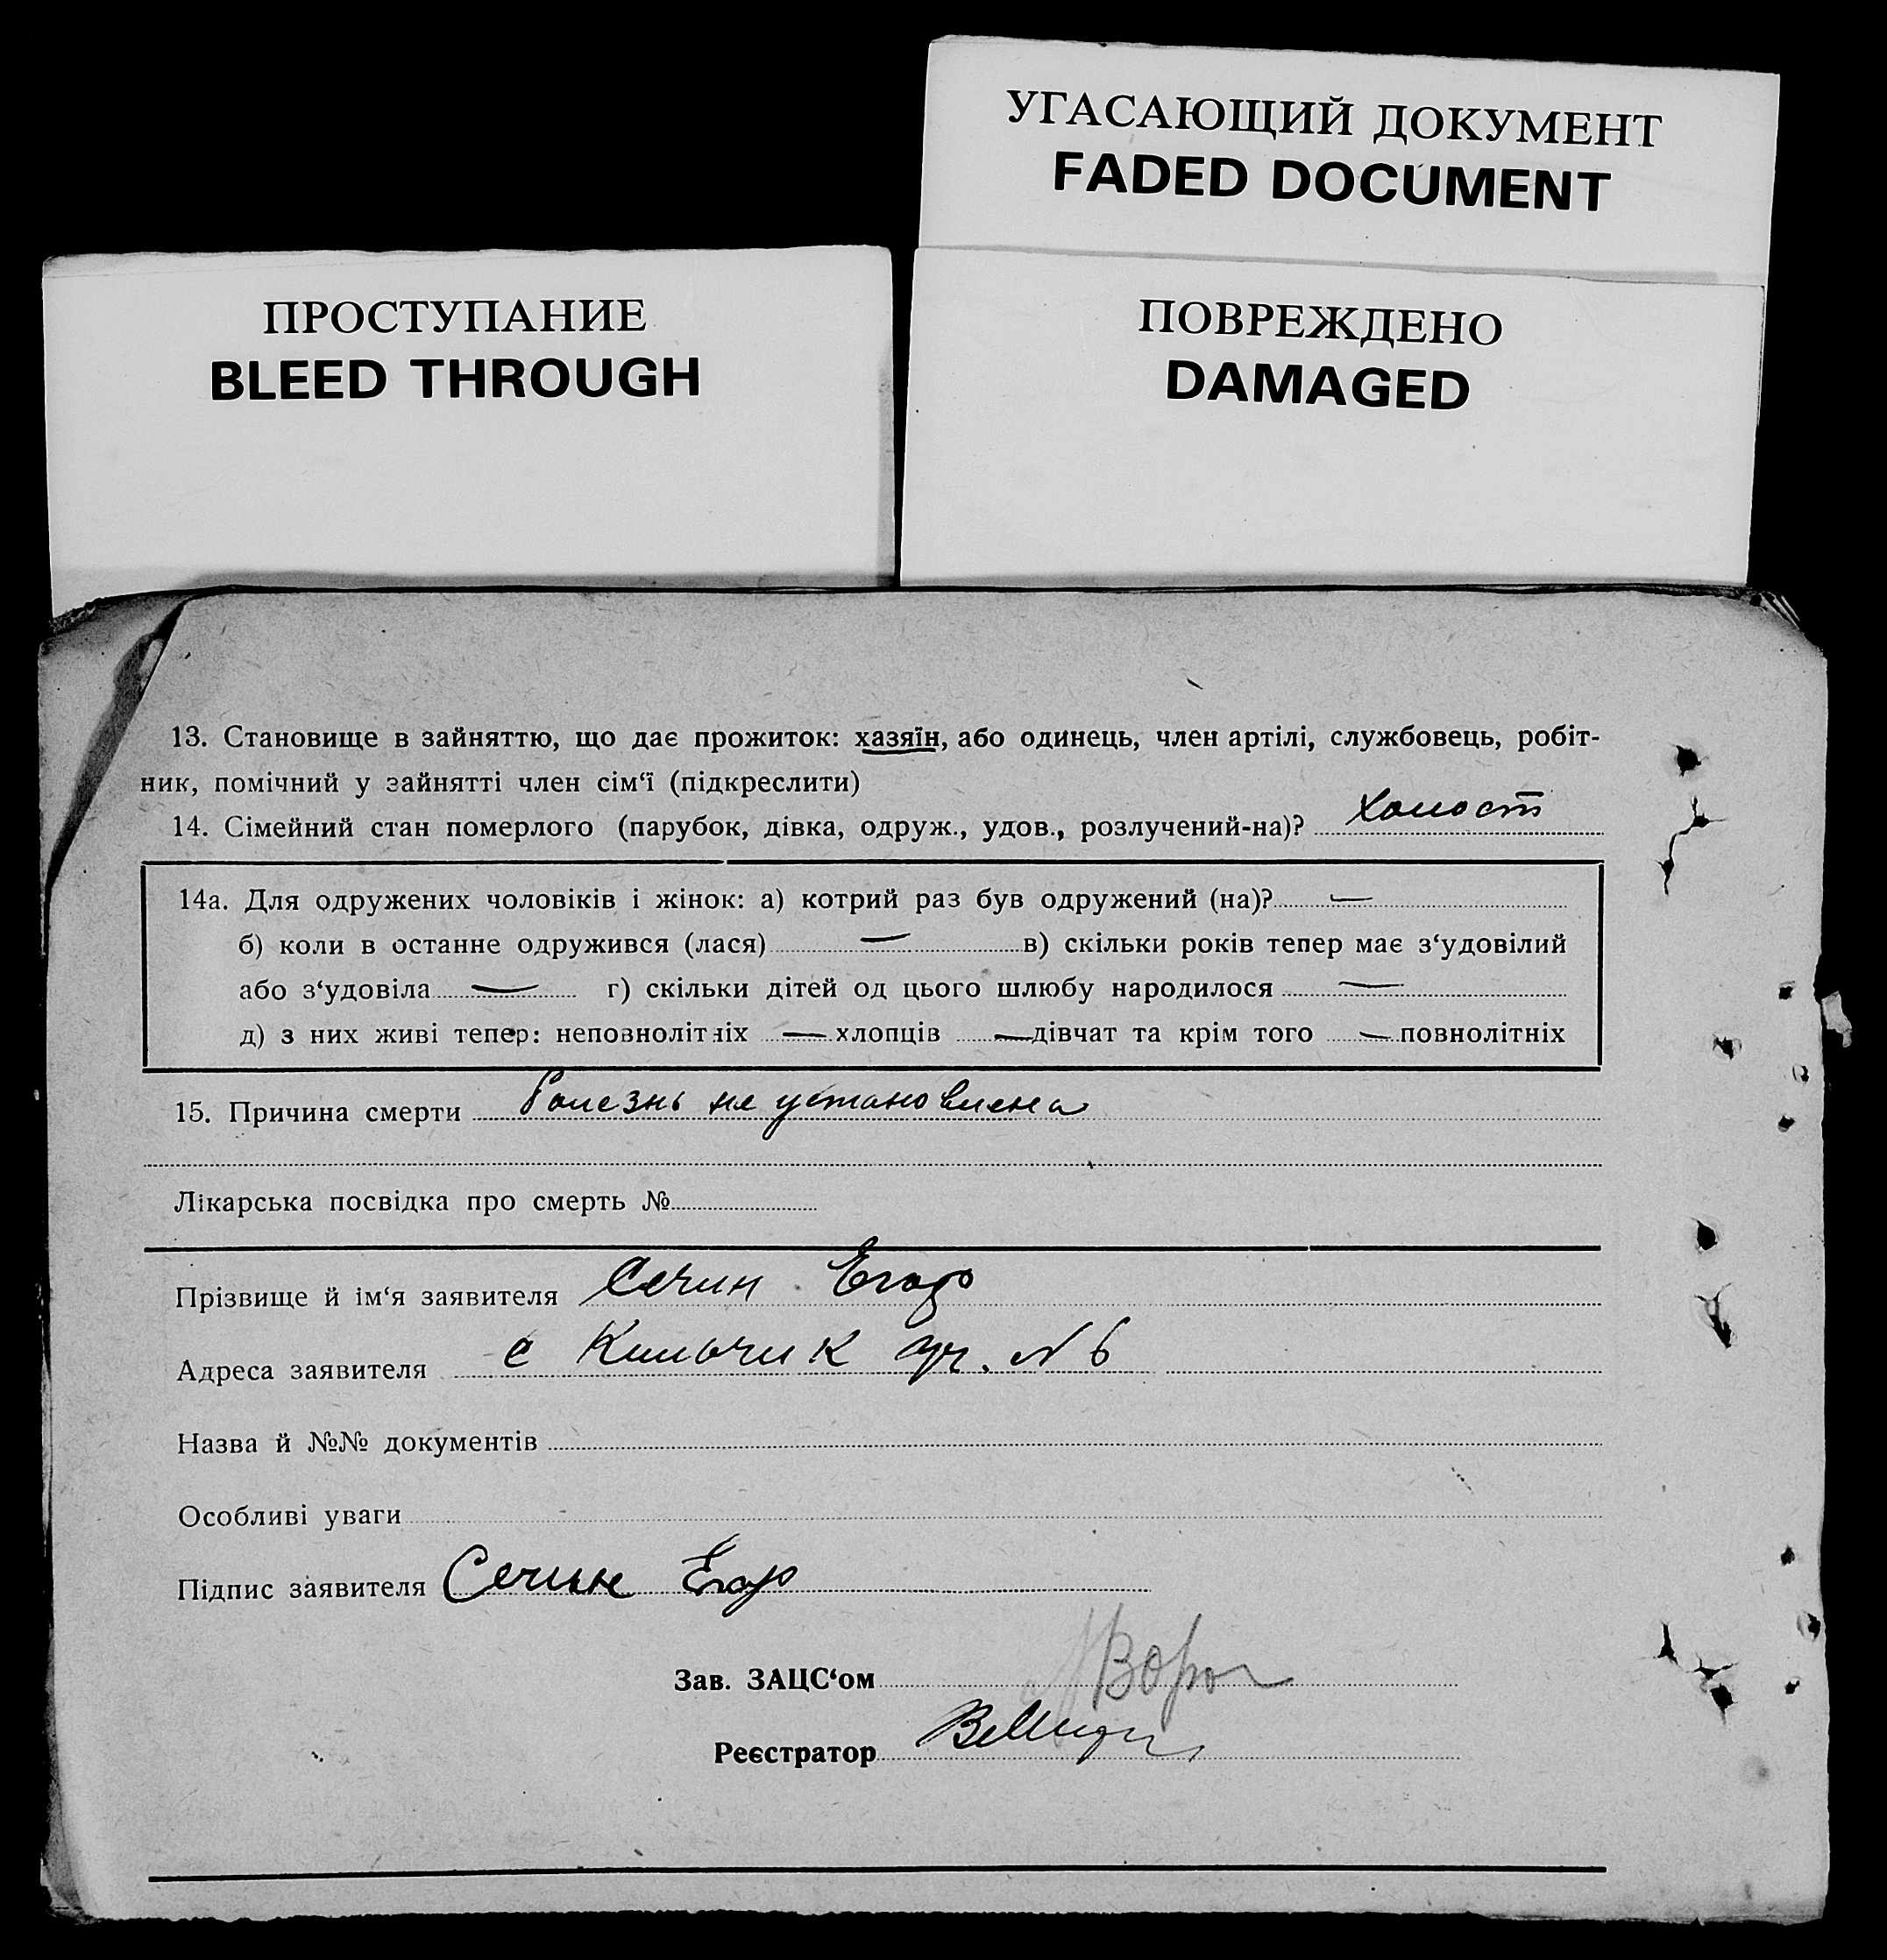 УГАСАЮЩИЙ ДОКУМЕНТ
FADED DOCUMENT
ПРОСТУПАНИЕ
BLEED THROUGH
ПОВРЕЖДЕНО
DAMAGED
13. Становище в зайняттю, що дає прожиток: хазяїн, або одинець, член артілі, службовець, робіт-
ник, помічний у зайнятті член сім‘ї (підкреслити)
14. Сімейний стан померлого (парубок, дівка, одруж., удов., розлучений-на)? Холост
14а. Для одружених чоловіків і жінок: а) котрий раз був одружений (на)? —
б) коли в останне одружився (лася) — в) скільки років тепер має з‘удовілий
або з‘удовіла — г) скільки дітей од цього шлюбу народилося —
д) з них живі тепер: неповнолітніх — хлопців — дівчат та крім того — повнолітніх
15. Причина смерти Болезнь не установлена
Лікарська посвідка про смерть №
Прізвище й ім‘я заявителя Сечин Егор
Адреса заявителя с Кильчик уч. № 6
Назва й №№ документів
Особливі уваги
Підпис заявителя Сечин Егор
Зав. ЗАЦС‘ом
Реєстратор